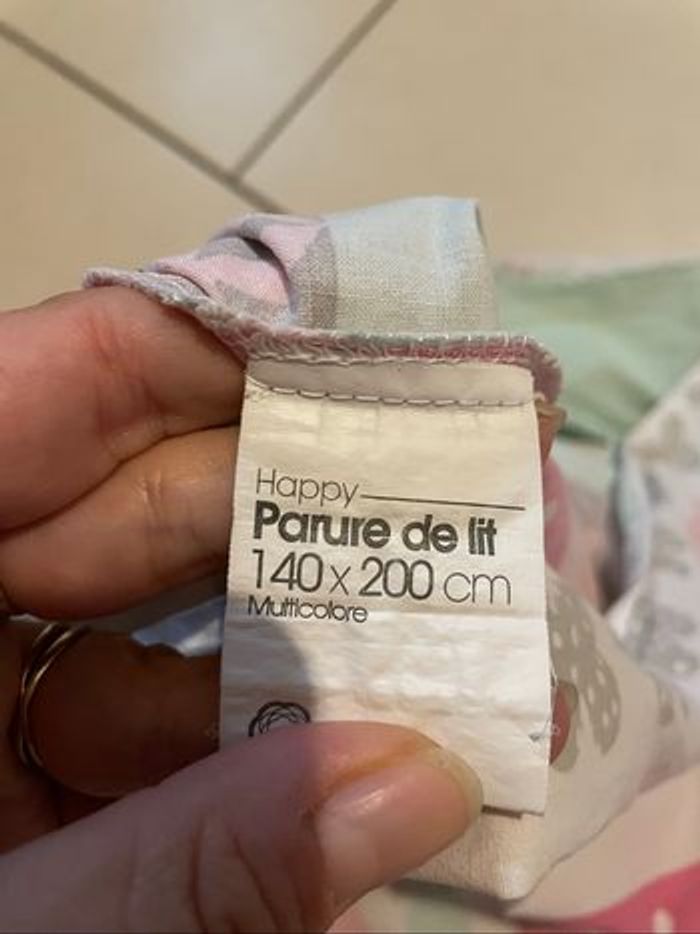 Happy
Parure de lit
140 x 200 cm
Multicolore